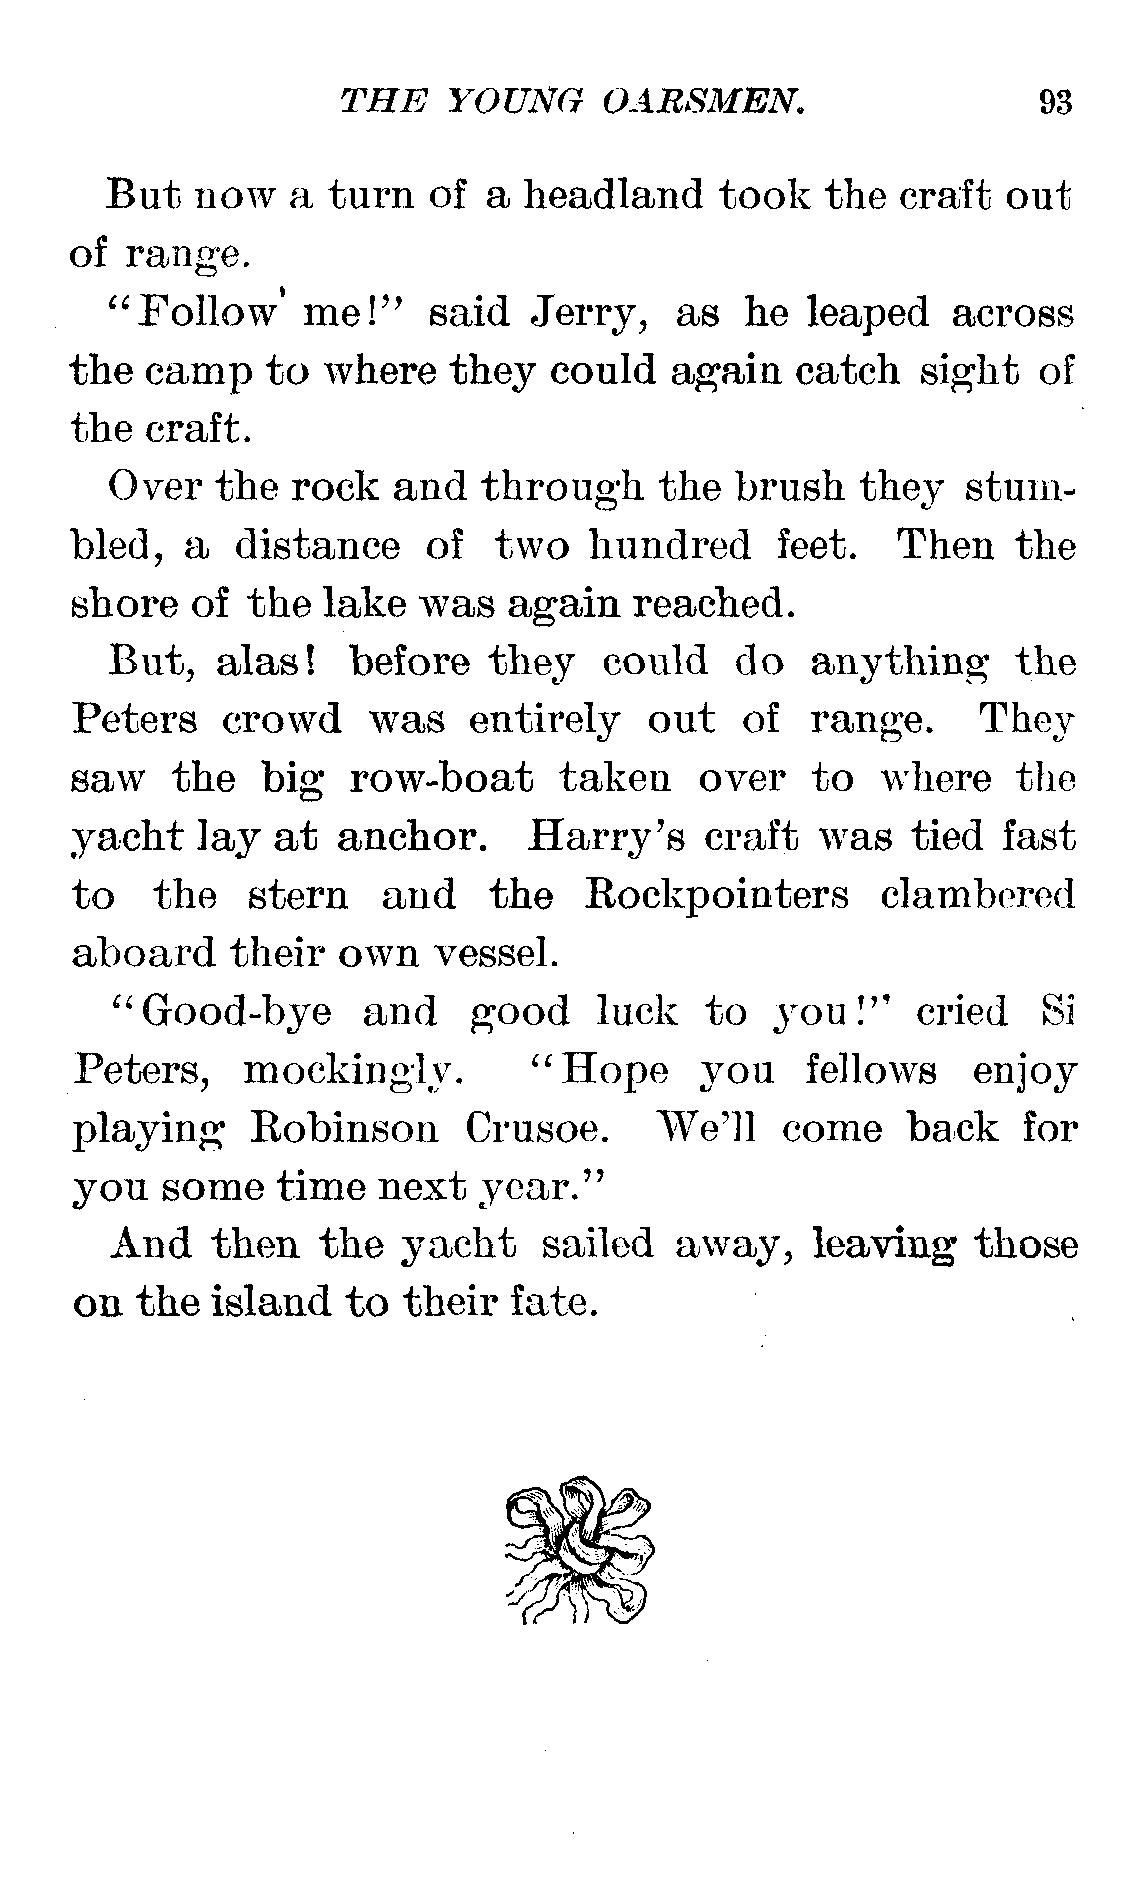 THE YOUNG OARSMEN. 93
But now a turn of a headland took the craft out
of range.
"Follow' me!" said Jerry, as he leaped across
the camp to where they could again catch sight of
the craft.
Over the rock and through the brush they stum-
bled, a distance of two hundred feet. Then the
shore of the lake was again reached.
But, alas! before they could do anything the
Peters crowd was entirely out of range. They
saw the big row-boat taken over to where the
yacht lay at anchor. Harry's craft was tied fast
to the stern and the Rockpointers clambered
aboard their own vessel.
"Good-bye and good luck to you!" cried Si
Peters, mockingly. "Hope you fellows enjoy
playing Robinson Crusoe. We'll come back for
you some time next year."
And then the yacht sailed away, leaving those
on the island to their fate.